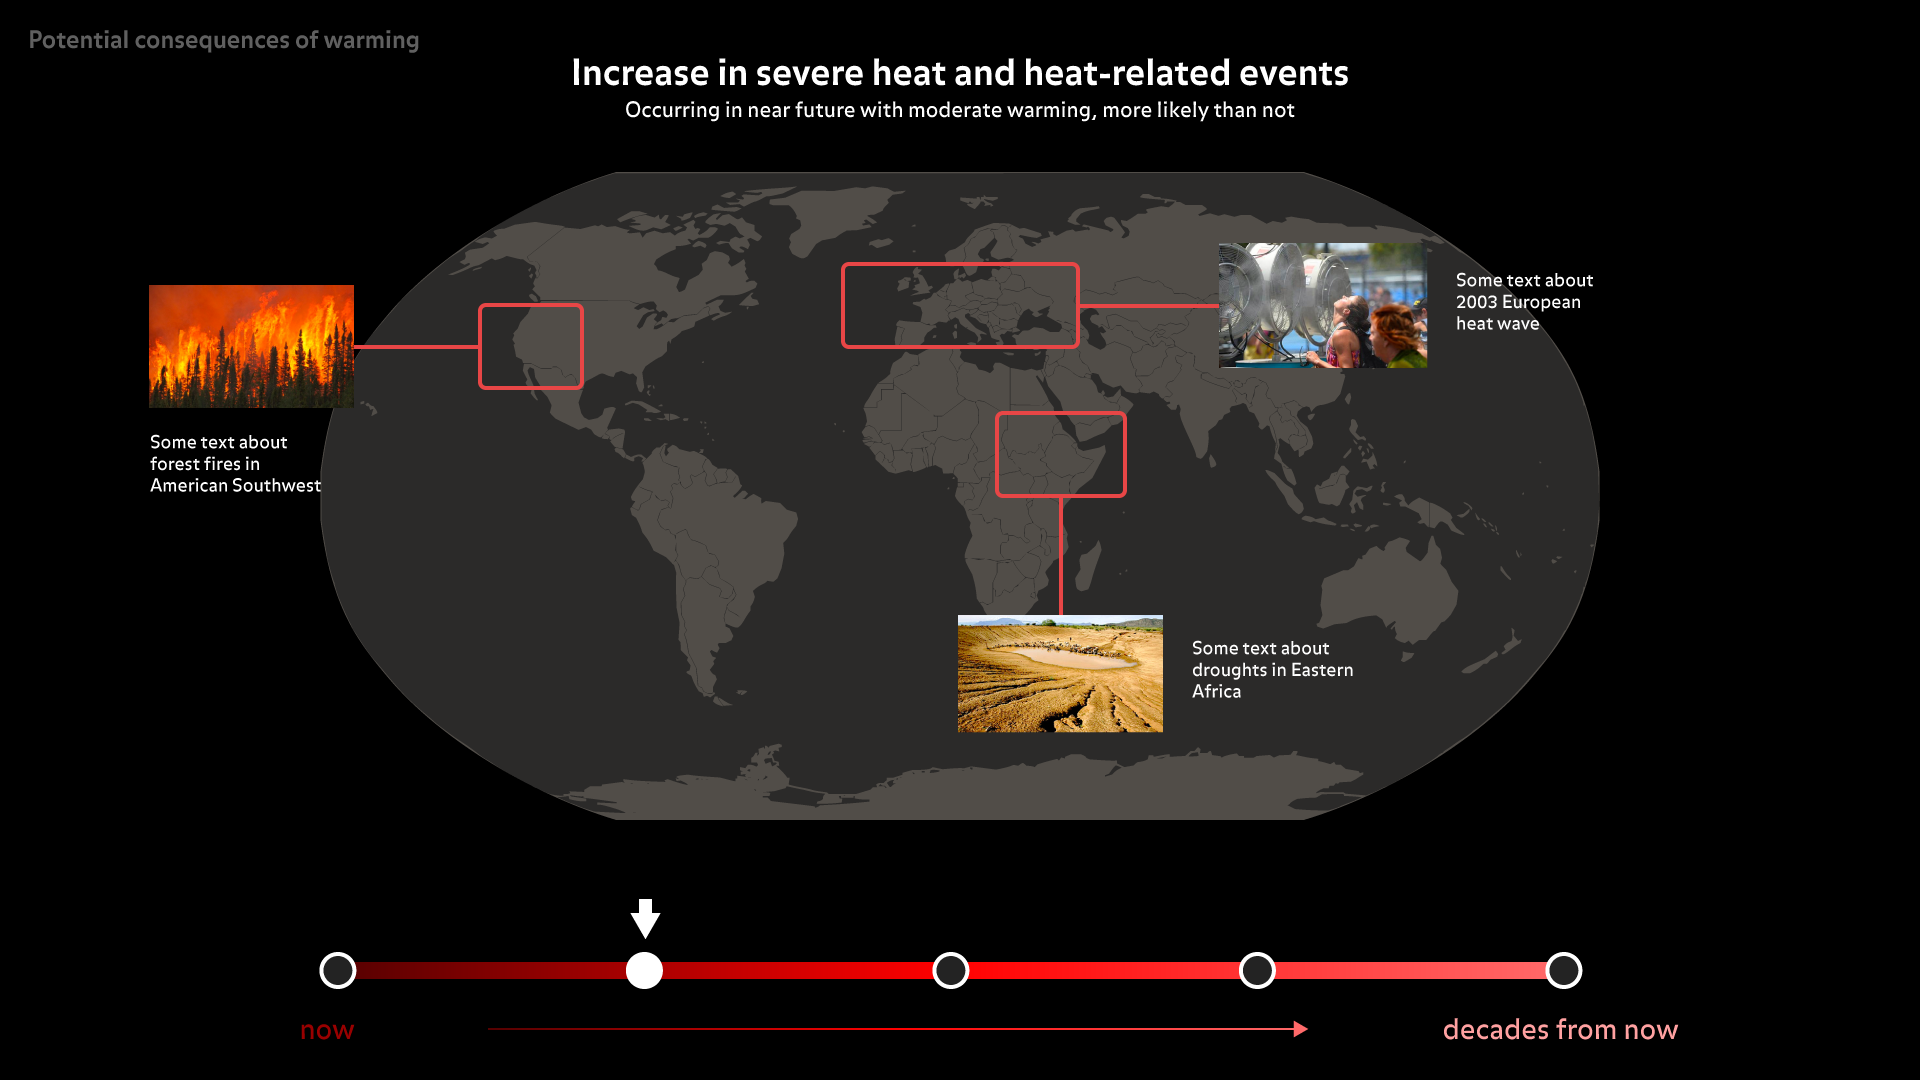 Potential consequences of warming
Increase in severe heat and heat-related events
Occurring in near future with moderate warming, more likely than not
Some text about
2003 European
heat wave
Some text about
forest fires in
American Southwest
Some text about
droughts in Eastern
Africa
now
decades from now